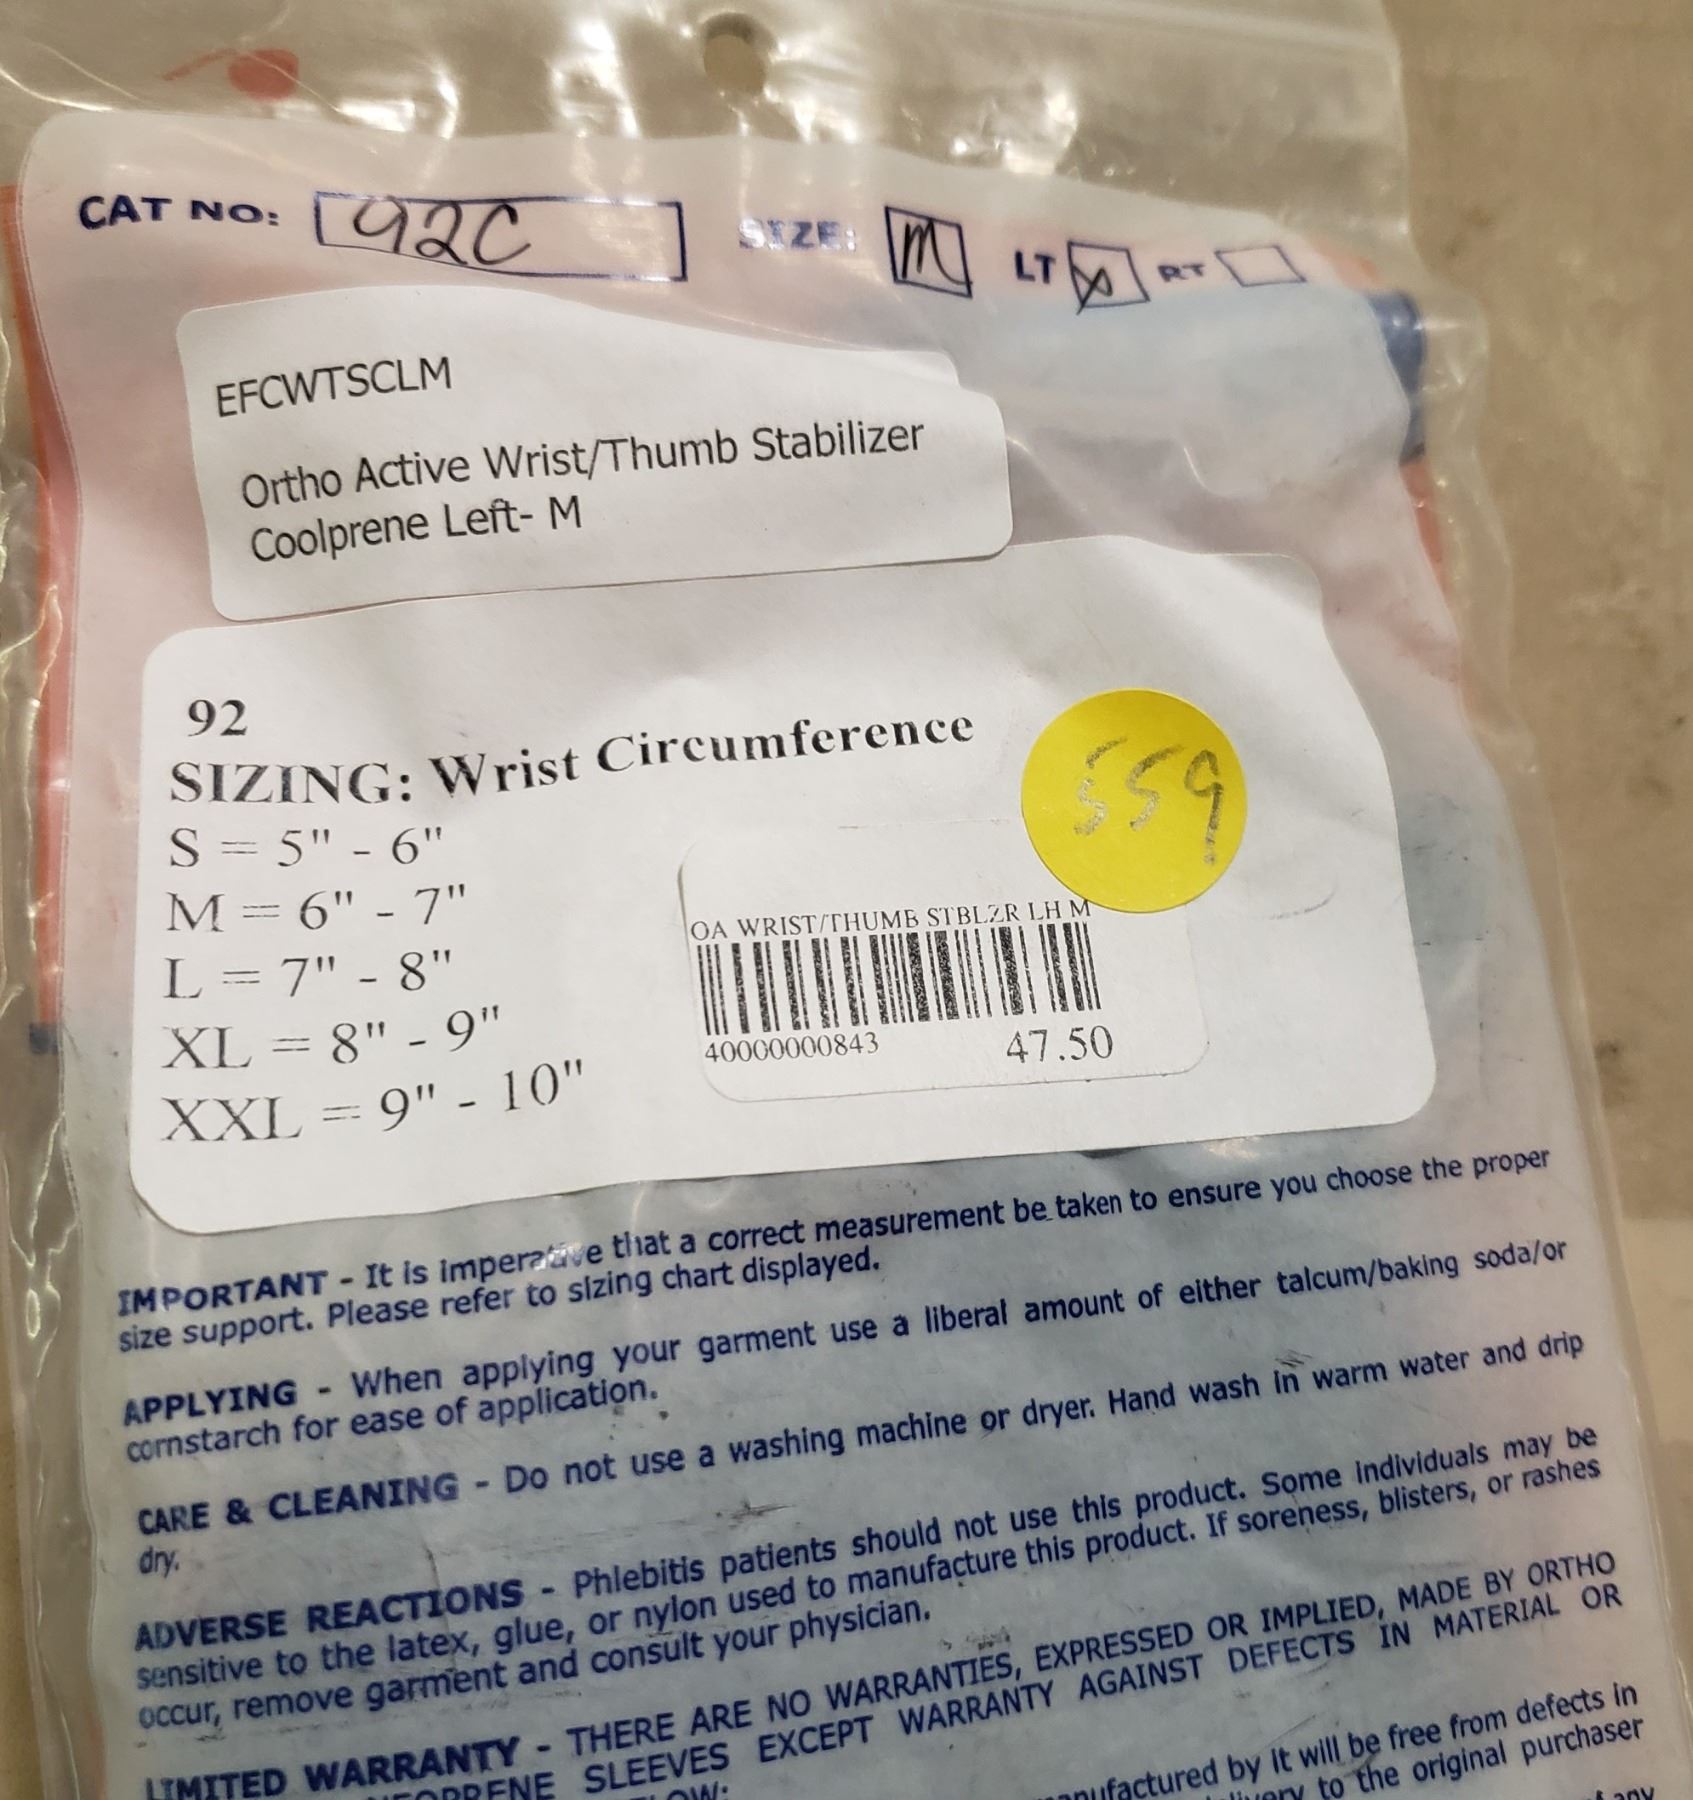 CAT NO: 92C SIZE: M LT X RT
EFCWTSCLM
Ortho Active Wrist/Thumb Stabilizer
Coolprene Left- M
92
SIZING: Wrist Circumference
S = 5" - 6"
M = 6" - 7"
L = 7" - 8"
XL = 8" - 9"
XXL = 9" - 10"
559
OA WRIST/THUMB STBLZR LH M
40000000843 47.50
IMPORTANT - It is imperative that a correct measurement be taken to ensure you choose the proper
size support. Please refer to sizing chart displayed.
APPLYING - When applying your garment use a liberal amount of either talcum/baking soda/or
cornstarch for ease of application.
CARE & CLEANING - Do not use a washing machine or dryer. Hand wash in warm water and drip
dry.
ADVERSE REACTIONS - Phlebitis patients should not use this product. Some individuals may be
sensitive to the latex, glue, or nylon used to manufacture this product. If soreness, blisters, or rashes
occur, remove garment and consult your physician.
LIMITED WARRANTY - THERE ARE NO WARRANTIES, EXPRESSED OR IMPLIED, MADE BY ORTHO
SLEEVES EXCEPT WARRANTY AGAINST DEFECTS IN MATERIAL OR
by it will be free from defects in
to the original purchaser
any